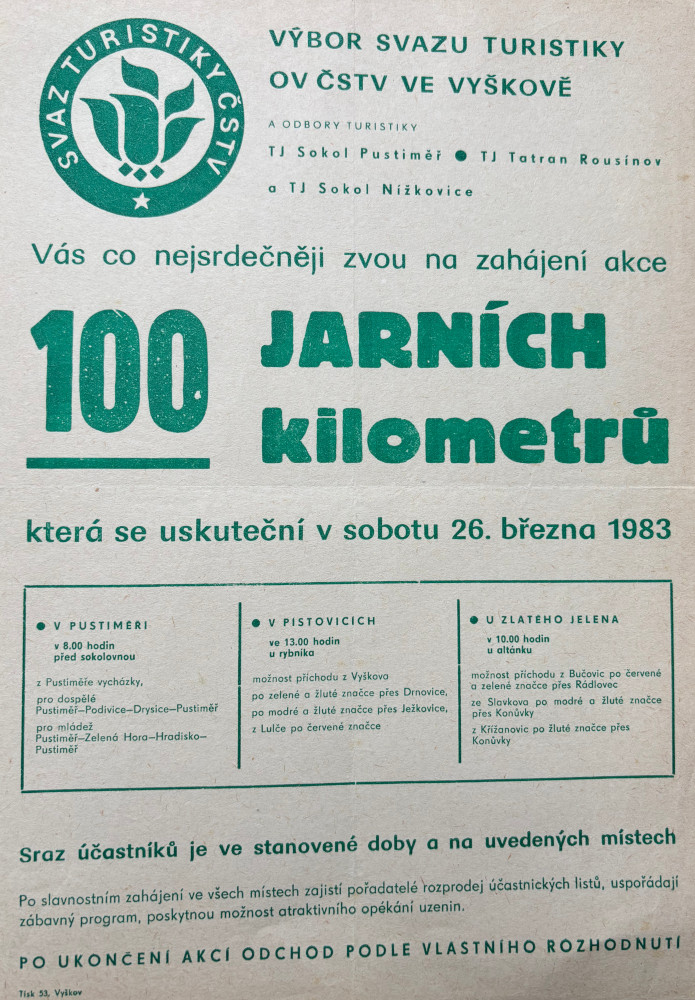 SVAZ TURISTIKY ČSTV
VÝBOR SVAZU TURISTIKY
OV ČSTV VE VYŠKOVĚ
A ODBORY TURISTIKY
TJ Sokol Pustiměř ● TJ Tatran Rousínov
a TJ Sokol Nížkovice
Vás co nejsrdečněji zvou na zahájení akce
100 JARNÍCH
kilometrů
která se uskuteční v sobotu 26. března 1983
● V PUSTIMĚRI
v 8.00 hodin
před sokolovnou
z Pustiměře vycházky,
pro dospělé
Pustiměř–Podivice–Drysice–Pustiměř
pro mládež
Pustiměř–Zelená Hora–Hradisko–
Pustiměř
● V PISTOVICÍCH
ve 13.00 hodin
u rybníka
možnost příchodu z Vyškova
po zelené a žluté značce přes Drnovice,
po modré a žluté značce přes Ježkovice,
z Lulče po červené značce
● U ZLATÉHO JELENA
v 10.00 hodin
u altánku
možnost příchodu z Bučovic po červené
a zelené značce přes Rádlovec
ze Slavkova po modré a žluté značce
přes Konůvky
z Křižanovic po žluté značce přes
Konůvky
Sraz účastníků je ve stanovené doby a na uvedených místech
Po slavnostním zahájení ve všech místech zajistí pořadatelé rozprodej účastnických listů, uspořádají
zábavný program, poskytnou možnost atraktivního opékání uzenin.
PO UKONČENÍ AKCÍ ODCHOD PODLE VLASTNÍHO ROZHODNUTÍ
Tisk 53, Vyškov